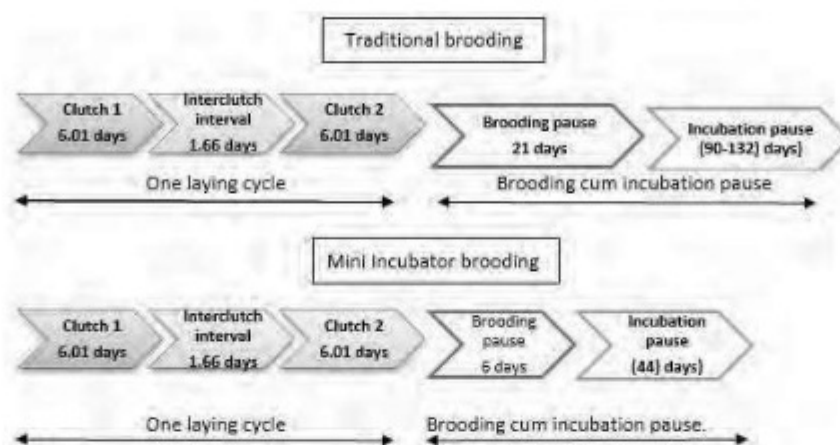 Traditional brooding
Clutch 1
6.01 days
Interclutch
interval
1.66 days
Clutch 2
6.01 days
Brooding pause
21 days
Incubation pause
(90-132) days)
One laying cycle
Brooding cum incubation pause
Mini Incubator brooding
Clutch 1
6.01 days
Interclutch
interval
1.66 days
Clutch 2
6.01 days
Brooding
pause
6 days
Incubation
pause
(44) days)
One laying cycle
Brooding cum incubation pause.